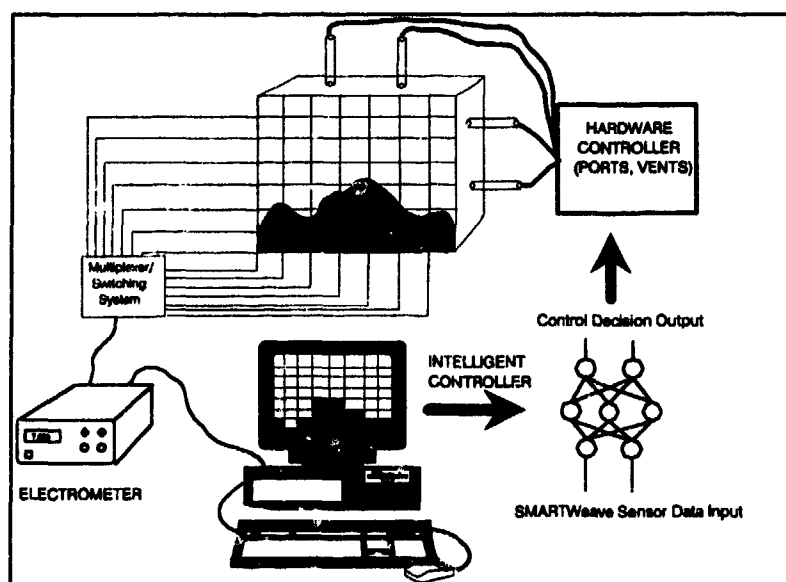 HARDWARE
CONTROLLER
(PORTS, VENTS)
Multiplexer/
Switching
System
Control Decision Output
INTELLIGENT
CONTROLLER
ELECTROMETER
SMARTWeave Sensor Data Input